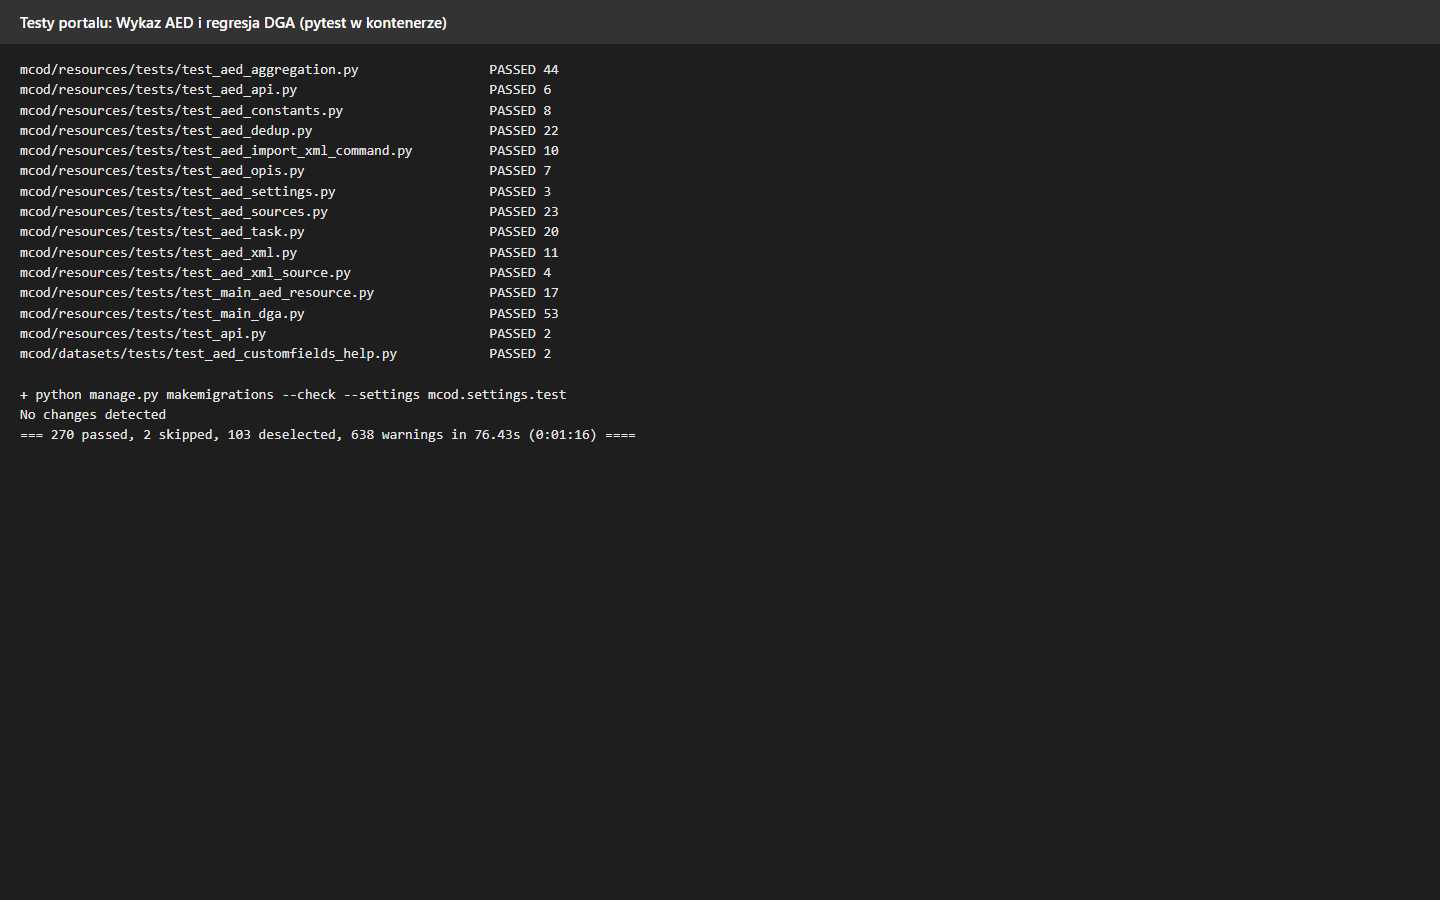 Testy portalu: Wykaz AED i regresja DGA (pytest w kontenerze)
mcod/resources/tests/test_aed_aggregation.py PASSED 44
mcod/resources/tests/test_aed_api.py PASSED 6
mcod/resources/tests/test_aed_constants.py PASSED 8
mcod/resources/tests/test_aed_dedup.py PASSED 22
mcod/resources/tests/test_aed_import_xml_command.py PASSED 10
mcod/resources/tests/test_aed_opis.py PASSED 7
mcod/resources/tests/test_aed_settings.py PASSED 3
mcod/resources/tests/test_aed_sources.py PASSED 23
mcod/resources/tests/test_aed_task.py PASSED 20
mcod/resources/tests/test_aed_xml.py PASSED 11
mcod/resources/tests/test_aed_xml_source.py PASSED 4
mcod/resources/tests/test_main_aed_resource.py PASSED 17
mcod/resources/tests/test_main_dga.py PASSED 53
mcod/resources/tests/test_api.py PASSED 2
mcod/datasets/tests/test_aed_customfields_help.py PASSED 2
+ python manage.py makemigrations --check --settings mcod.settings.test
No changes detected
=== 270 passed, 2 skipped, 103 deselected, 638 warnings in 76.43s (0:01:16) ====